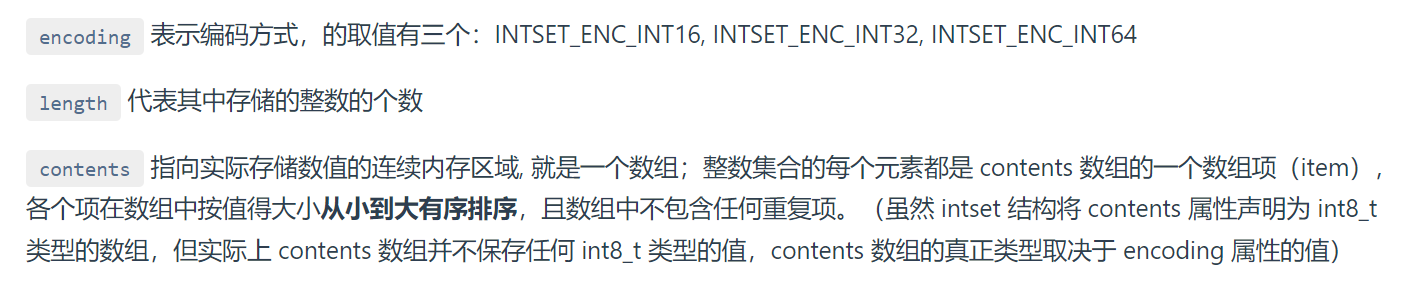 encoding 表示编码方式，的取值有三个：INTSET_ENC_INT16, INTSET_ENC_INT32, INTSET_ENC_INT64
length 代表其中存储的整数的个数
contents 指向实际存储数值的连续内存区域, 就是一个数组；整数集合的每个元素都是 contents 数组的一个数组项（item），
各个项在数组中按值得大小从小到大有序排序，且数组中不包含任何重复项。（虽然 intset 结构将 contents 属性声明为 int8_t
类型的数组，但实际上 contents 数组并不保存任何 int8_t 类型的值，contents 数组的真正类型取决于 encoding 属性的值）